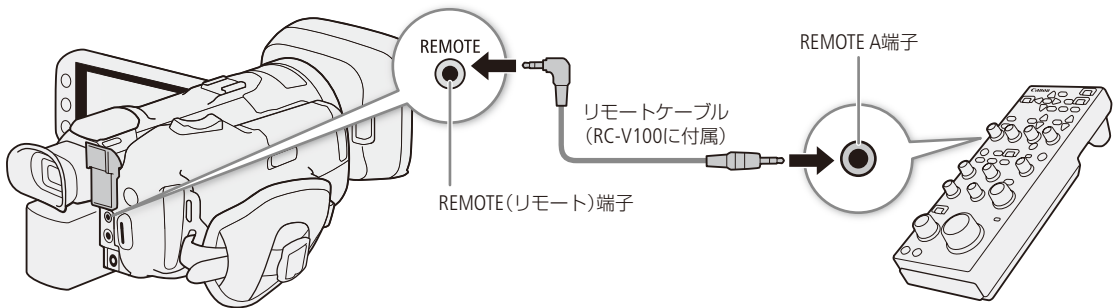 REMOTE
REMOTE A端子
リモートケーブル
（RC-V100に付属）
REMOTE（リモート）端子
Canon